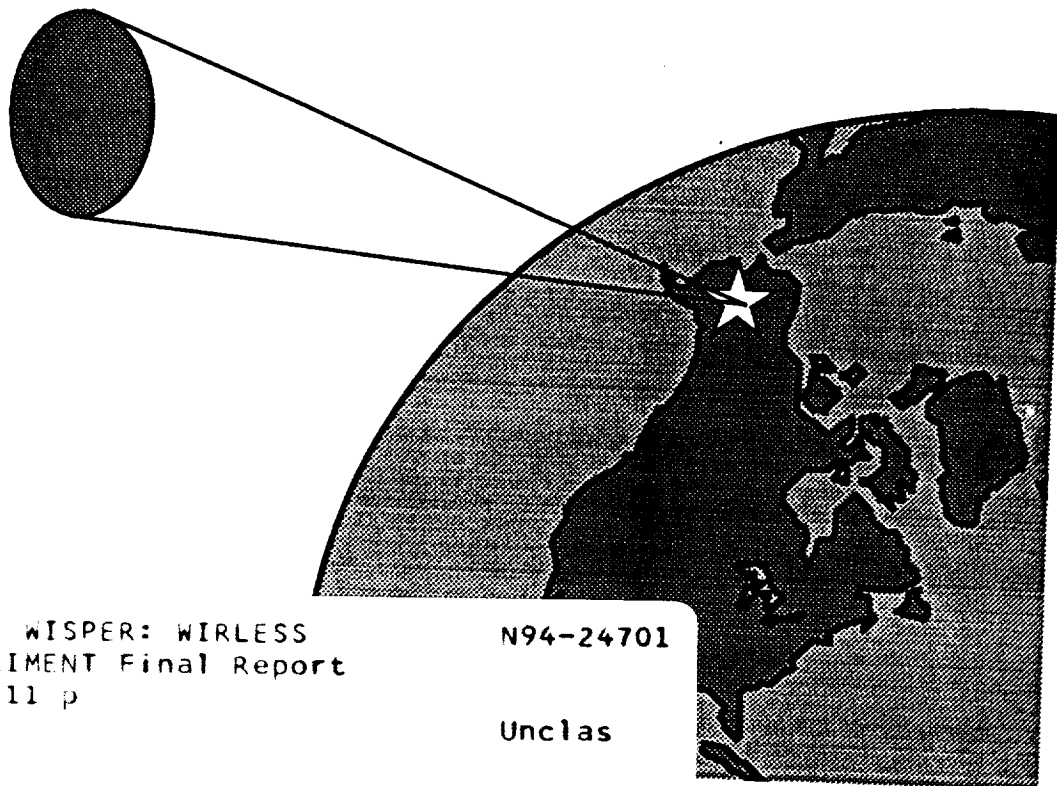 WISPER: WIRLESS
IMENT Final Report
11 p
N94-24701
Unclas